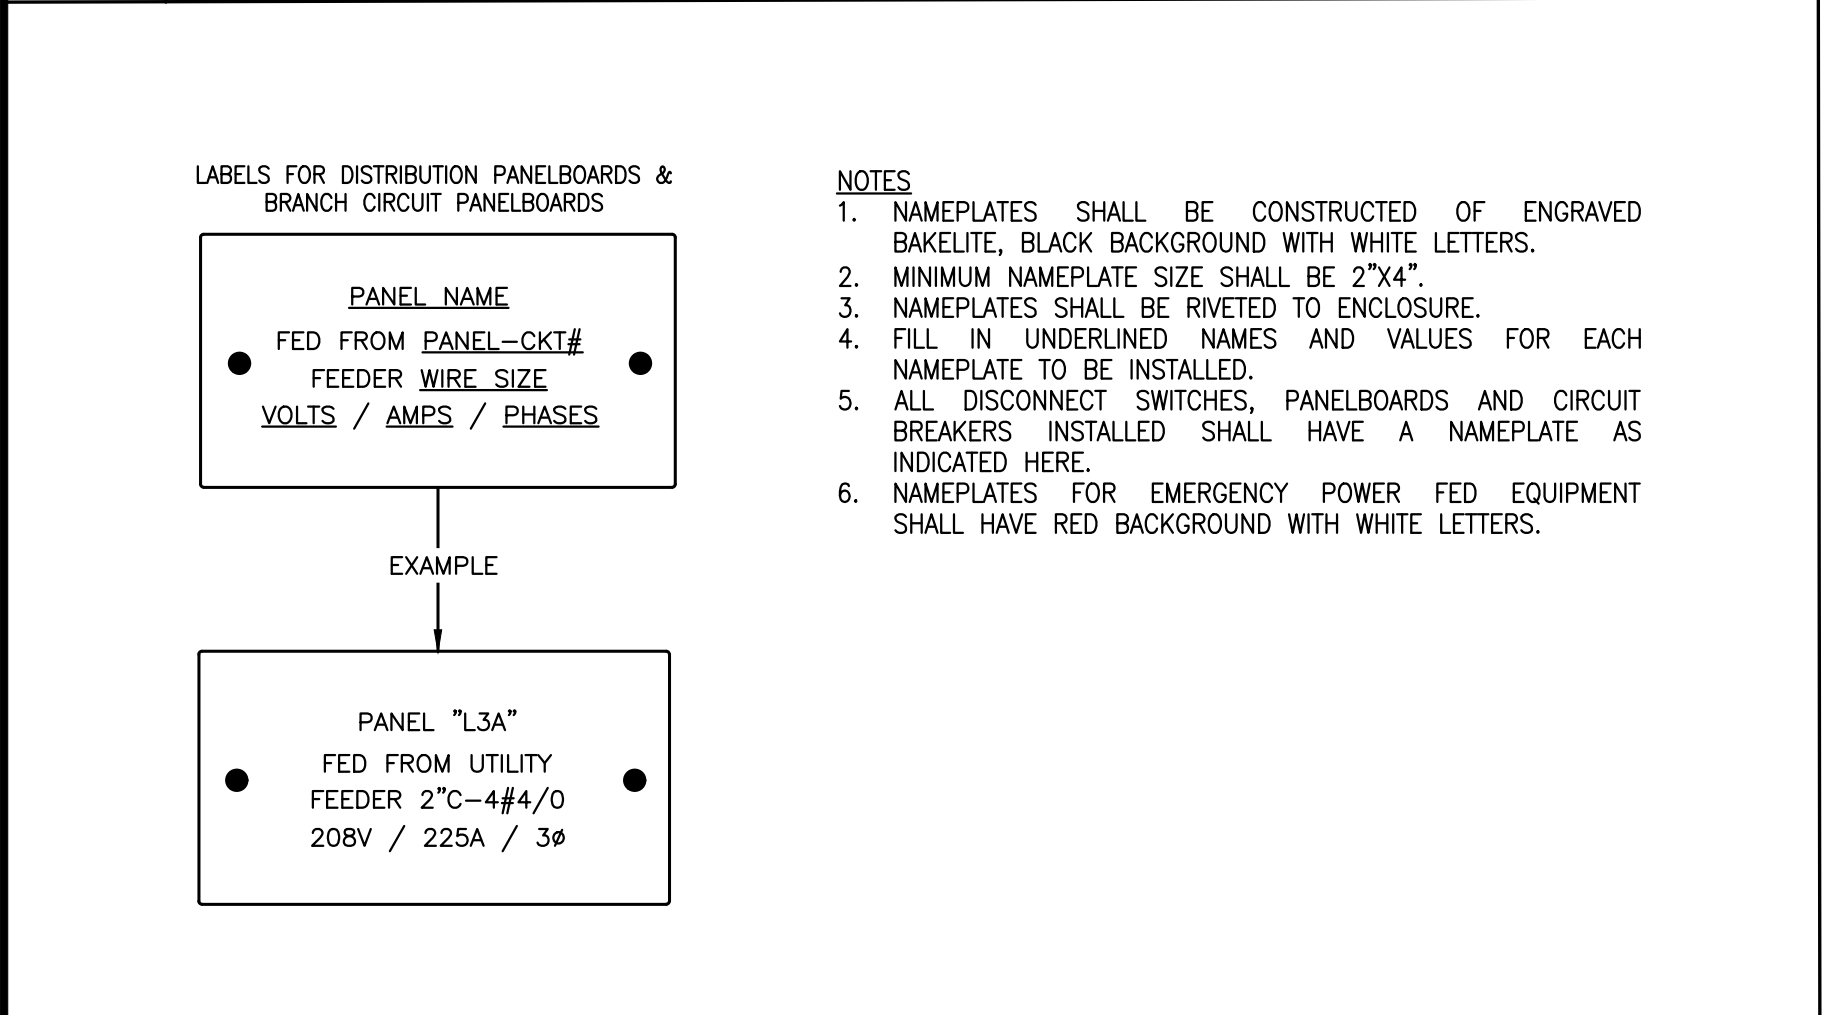 LABELS FOR DISTRIBUTION PANELBOARDS &
BRANCH CIRCUIT PANELBOARDS
PANEL NAME
FED FROM PANEL-CKT#
FEEDER WIRE SIZE
VOLTS / AMPS / PHASES
EXAMPLE
PANEL "L3A"
FED FROM UTILITY
FEEDER 2"C-4#4/0
208V / 225A / 3ø
NOTES
1. NAMEPLATES SHALL BE CONSTRUCTED OF ENGRAVED
BAKELITE, BLACK BACKGROUND WITH WHITE LETTERS.
2. MINIMUM NAMEPLATE SIZE SHALL BE 2"X4".
3. NAMEPLATES SHALL BE RIVETED TO ENCLOSURE.
4. FILL IN UNDERLINED NAMES AND VALUES FOR EACH
NAMEPLATE TO BE INSTALLED.
5. ALL DISCONNECT SWITCHES, PANELBOARDS AND CIRCUIT
BREAKERS INSTALLED SHALL HAVE A NAMEPLATE AS
INDICATED HERE.
6. NAMEPLATES FOR EMERGENCY POWER FED EQUIPMENT
SHALL HAVE RED BACKGROUND WITH WHITE LETTERS.